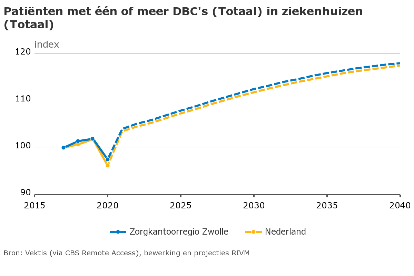 Patiënten met één of meer DBC's (Totaal) in ziekenhuizen
(Totaal)
Index
120
110
100
90
2015 2020 2025 2030 2035 2040
Zorgkantoorregio Zwolle Nederland
Bron: Vektis (via CBS Remote Access), bewerking en projecties RIVM